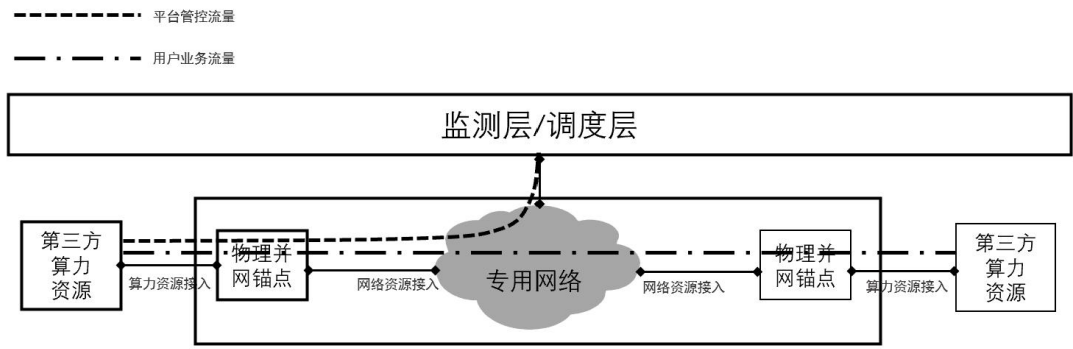 平台管控流量
用户业务流量
监测层/调度层
第三方
算力
资源
算力资源接入
物理并
网锚点
网络资源接入
专用网络
网络资源接入
物理并
网锚点
算力资源接入
第三方
算力
资源